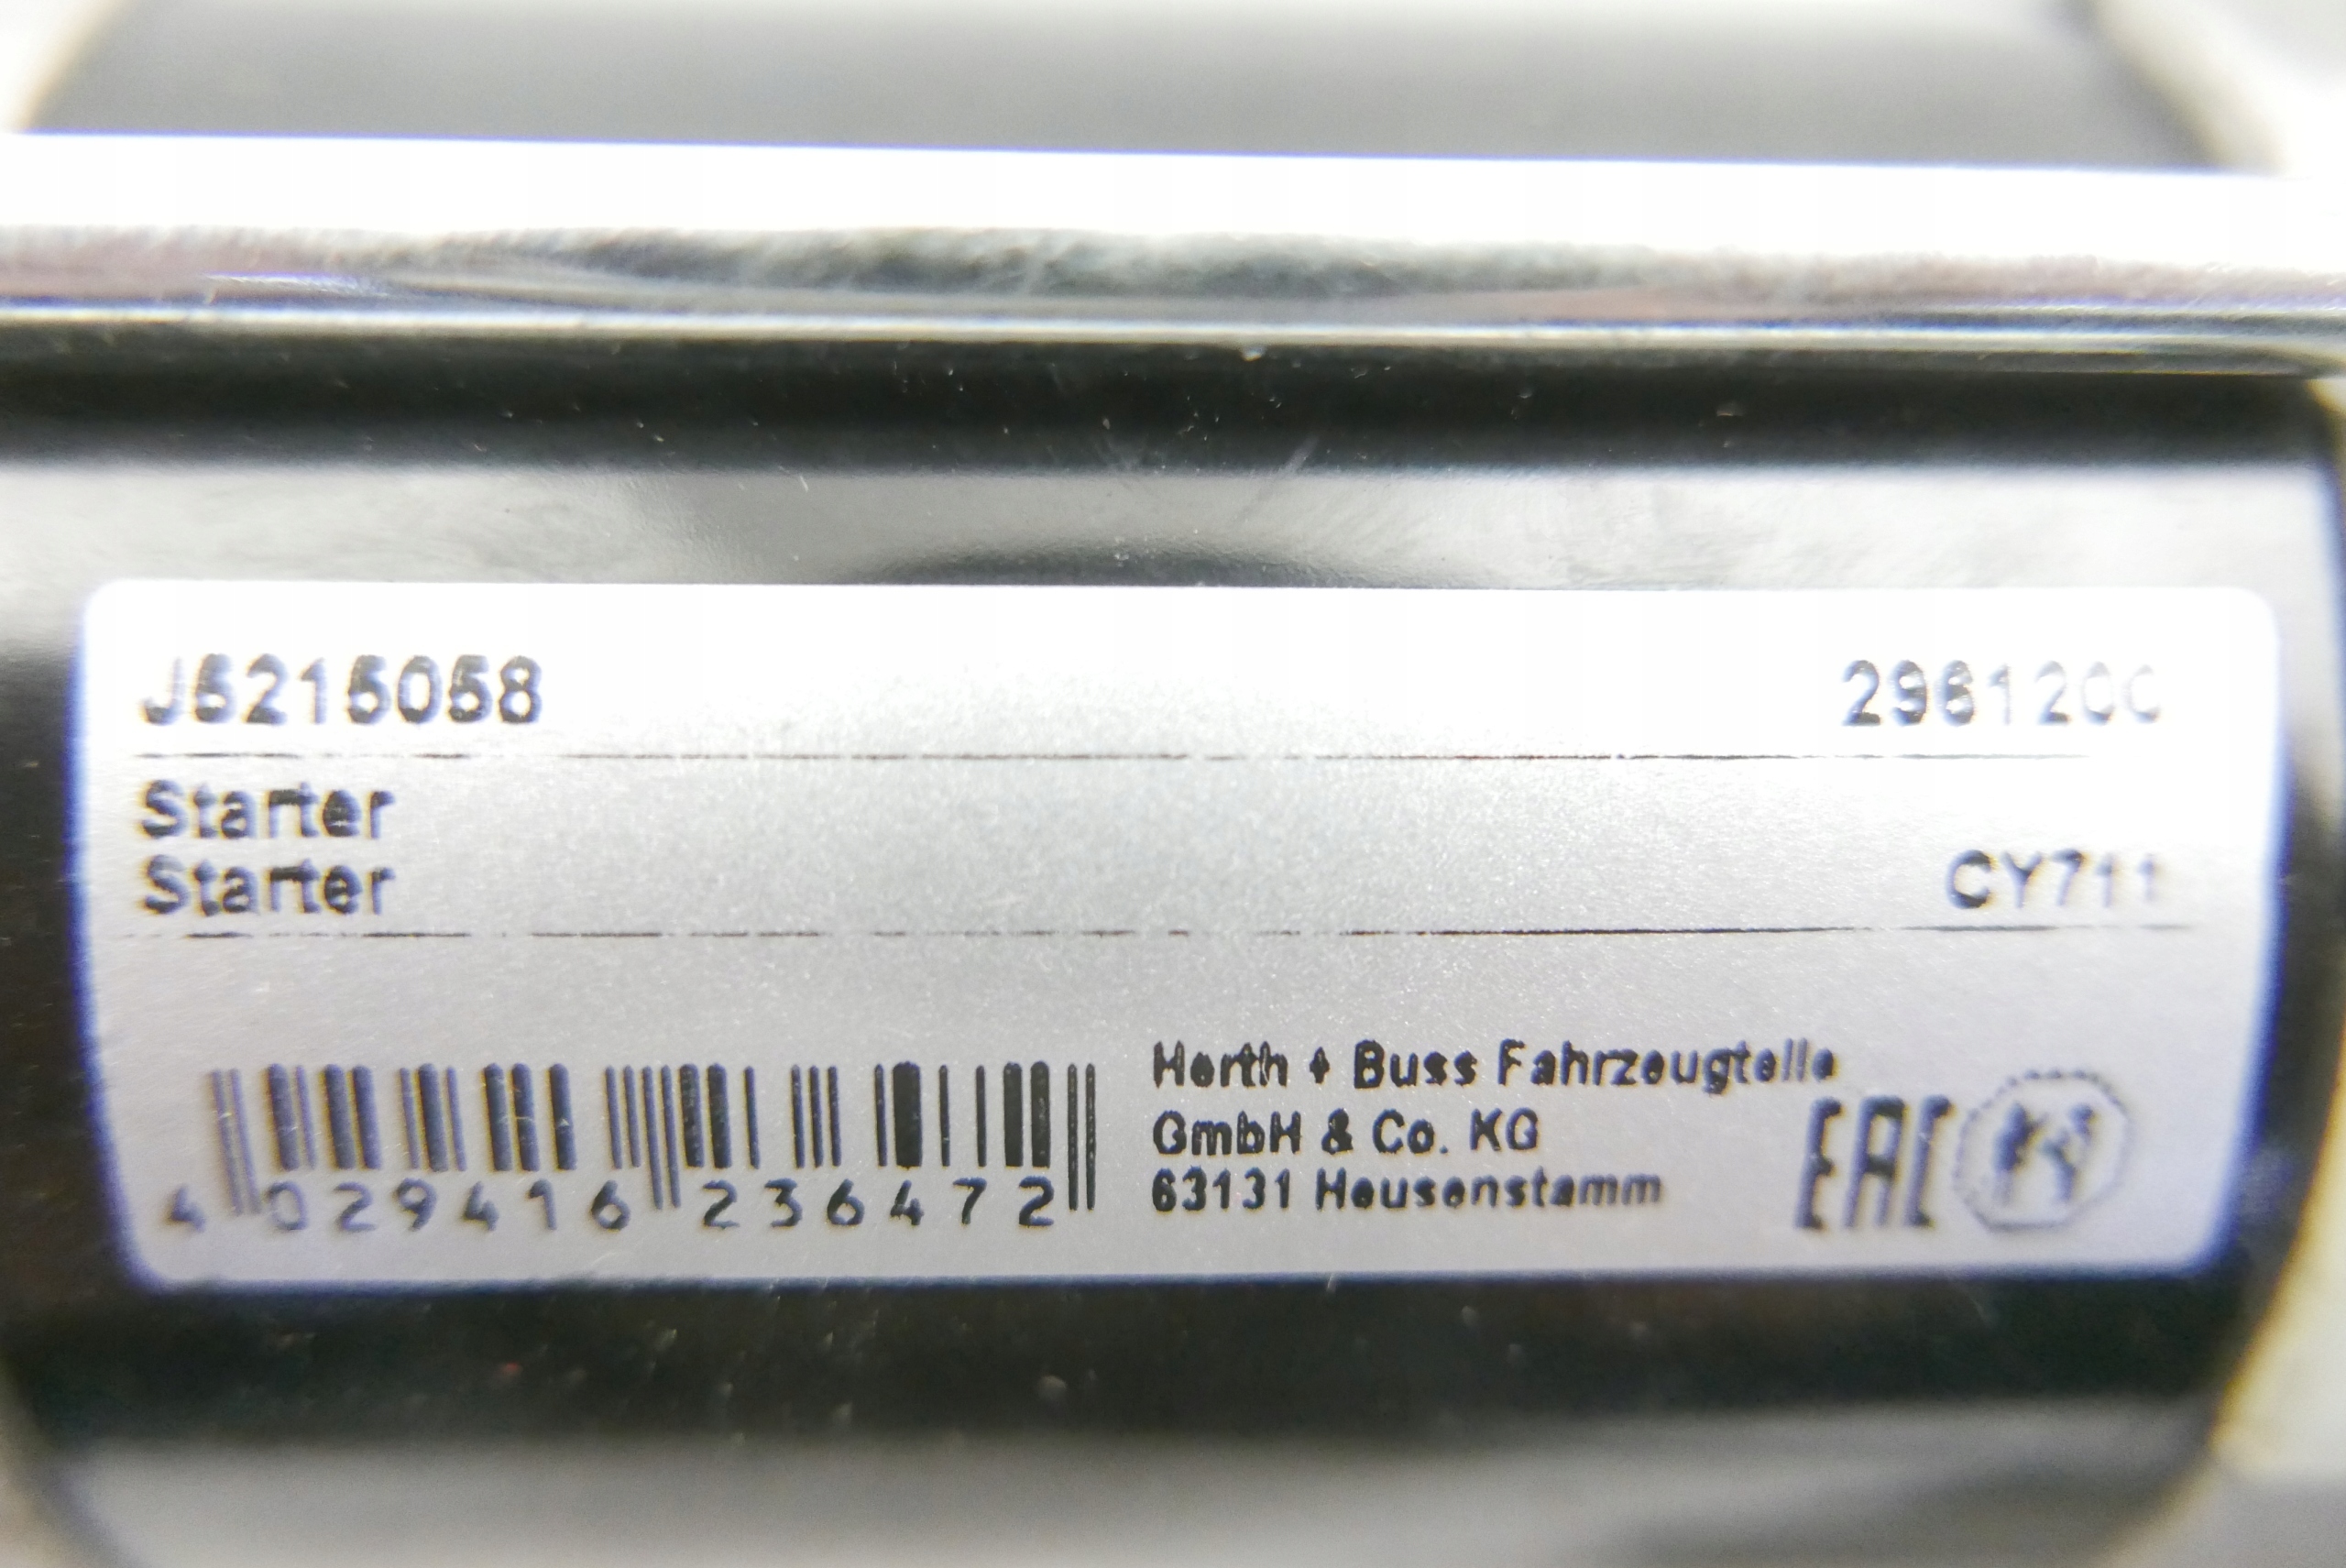 J5215058 2961200
Starter
Starter CY711
Herth + Buss Fahrzeugteile
GmbH & Co. KG
63131 Heusenstamm
EAC
4 029416 236472